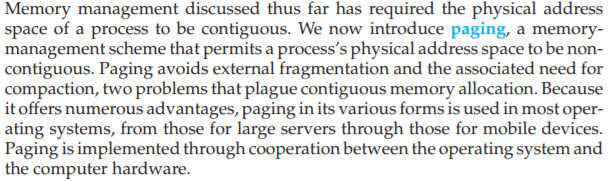 Memory management discussed thus far has required the physical address
space of a process to be contiguous. We now introduce paging, a memory-
management scheme that permits a process's physical address space to be non-
contiguous. Paging avoids external fragmentation and the associated need for
compaction, two problems that plague contiguous memory allocation. Because
it offers numerous advantages, paging in its various forms is used in most oper-
ating systems, from those for large servers through those for mobile devices.
Paging is implemented through cooperation between the operating system and
the computer hardware.